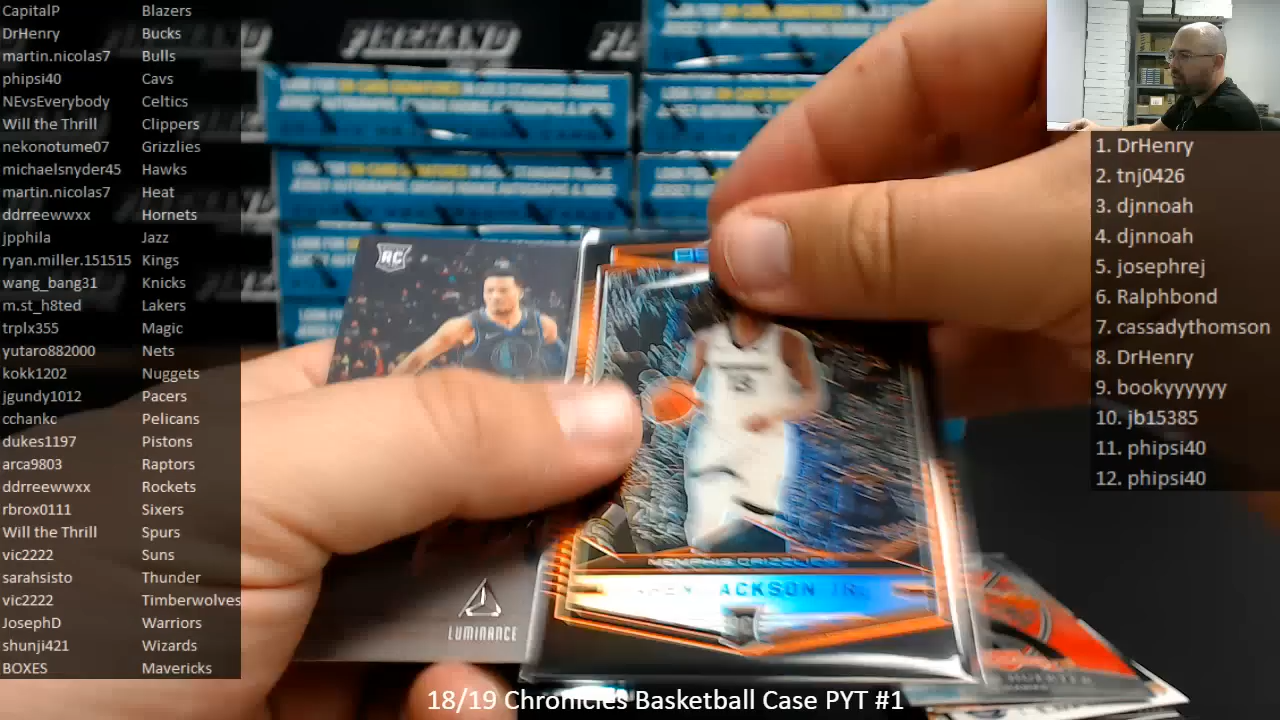 CapitalP Blazers
DrHenry Bucks
martin.nicolas7 Bulls
phipsi40 Cavs
NEvsEverybody Celtics
Will the Thrill Clippers
nekonotume07 Grizzlies
michaelsnyder45 Hawks
martin.nicolas7 Heat
ddrreewwxx Hornets
jpphila Jazz
ryan.miller.151515 Kings
wang_bang31 Knicks
m.st_h8ted Lakers
trplx355 Magic
yutaro882000 Nets
kokk1202 Nuggets
jgundy1012 Pacers
cchankc Pelicans
dukes1197 Pistons
arca9803 Raptors
ddrreewwxx Rockets
rbrox0111 Sixers
Will the Thrill Spurs
vic2222 Suns
sarahsisto Thunder
vic2222 Timberwolves
JosephD Warriors
shunji421 Wizards
BOXES Mavericks
1. DrHenry
2. tnj0426
3. djnnoah
4. djnnoah
5. josephrej
6. Ralphbond
7. cassadythomson
8. DrHenry
9. bookyyyyyy
10. jb15385
11. phipsi40
12. phipsi40
RC
LUMINANCE
MEMPHIS GRIZZLIES
JACKSON JR.
18/19 Chronicles Basketball Case PYT #1